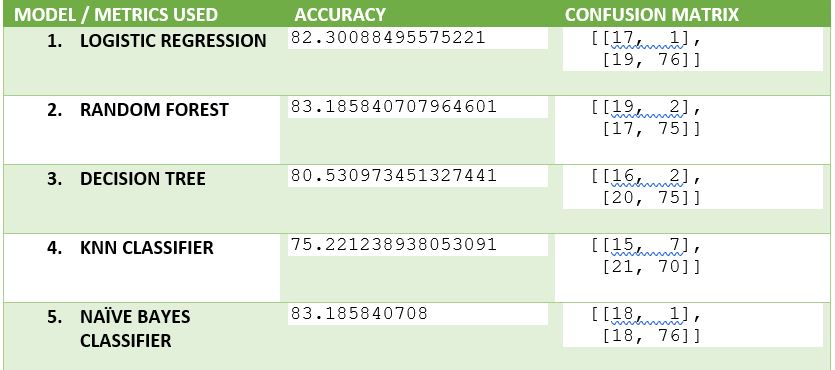 MODEL / METRICS USED ACCURACY CONFUSION MATRIX
1. LOGISTIC REGRESSION 82.30088495575221 [[17, 1],
[19, 76]]
2. RANDOM FOREST 83.185840707964601 [[19, 2],
[17, 75]]
3. DECISION TREE 80.530973451327441 [[16, 2],
[20, 75]]
4. KNN CLASSIFIER 75.221238938053091 [[15, 7],
[21, 70]]
5. NAÏVE BAYES 83.185840708 [[18, 1],
CLASSIFIER [18, 76]]